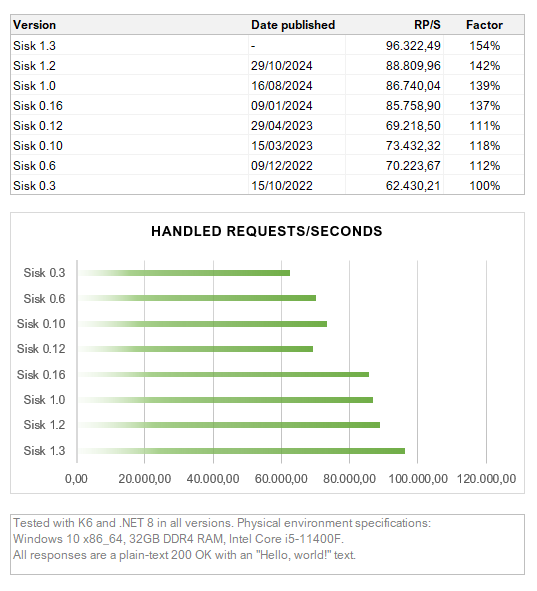 Version Date published RP/S Factor
Sisk 1.3 - 96.322,49 154%
Sisk 1.2 29/10/2024 88.809,96 142%
Sisk 1.0 16/08/2024 86.740,04 139%
Sisk 0.16 09/01/2024 85.758,90 137%
Sisk 0.12 29/04/2023 69.218,50 111%
Sisk 0.10 15/03/2023 73.432,32 118%
Sisk 0.6 09/12/2022 70.223,67 112%
Sisk 0.3 15/10/2022 62.430,21 100%
HANDLED REQUESTS/SECONDS
Sisk 0.3
Sisk 0.6
Sisk 0.10
Sisk 0.12
Sisk 0.16
Sisk 1.0
Sisk 1.2
Sisk 1.3
0,00 20.0000,00 40.0000,00 60.0000,00 80.0000,00 100.0000,00 120.000,00
Tested with K6 and .NET 8 in all versions. Physical environment specifications:
Windows 10 x86_64, 32GB DDR4 RAM, Intel Core i5-11400F.
All responses are a plain-text 200 OK with an "Hello, world!" text.